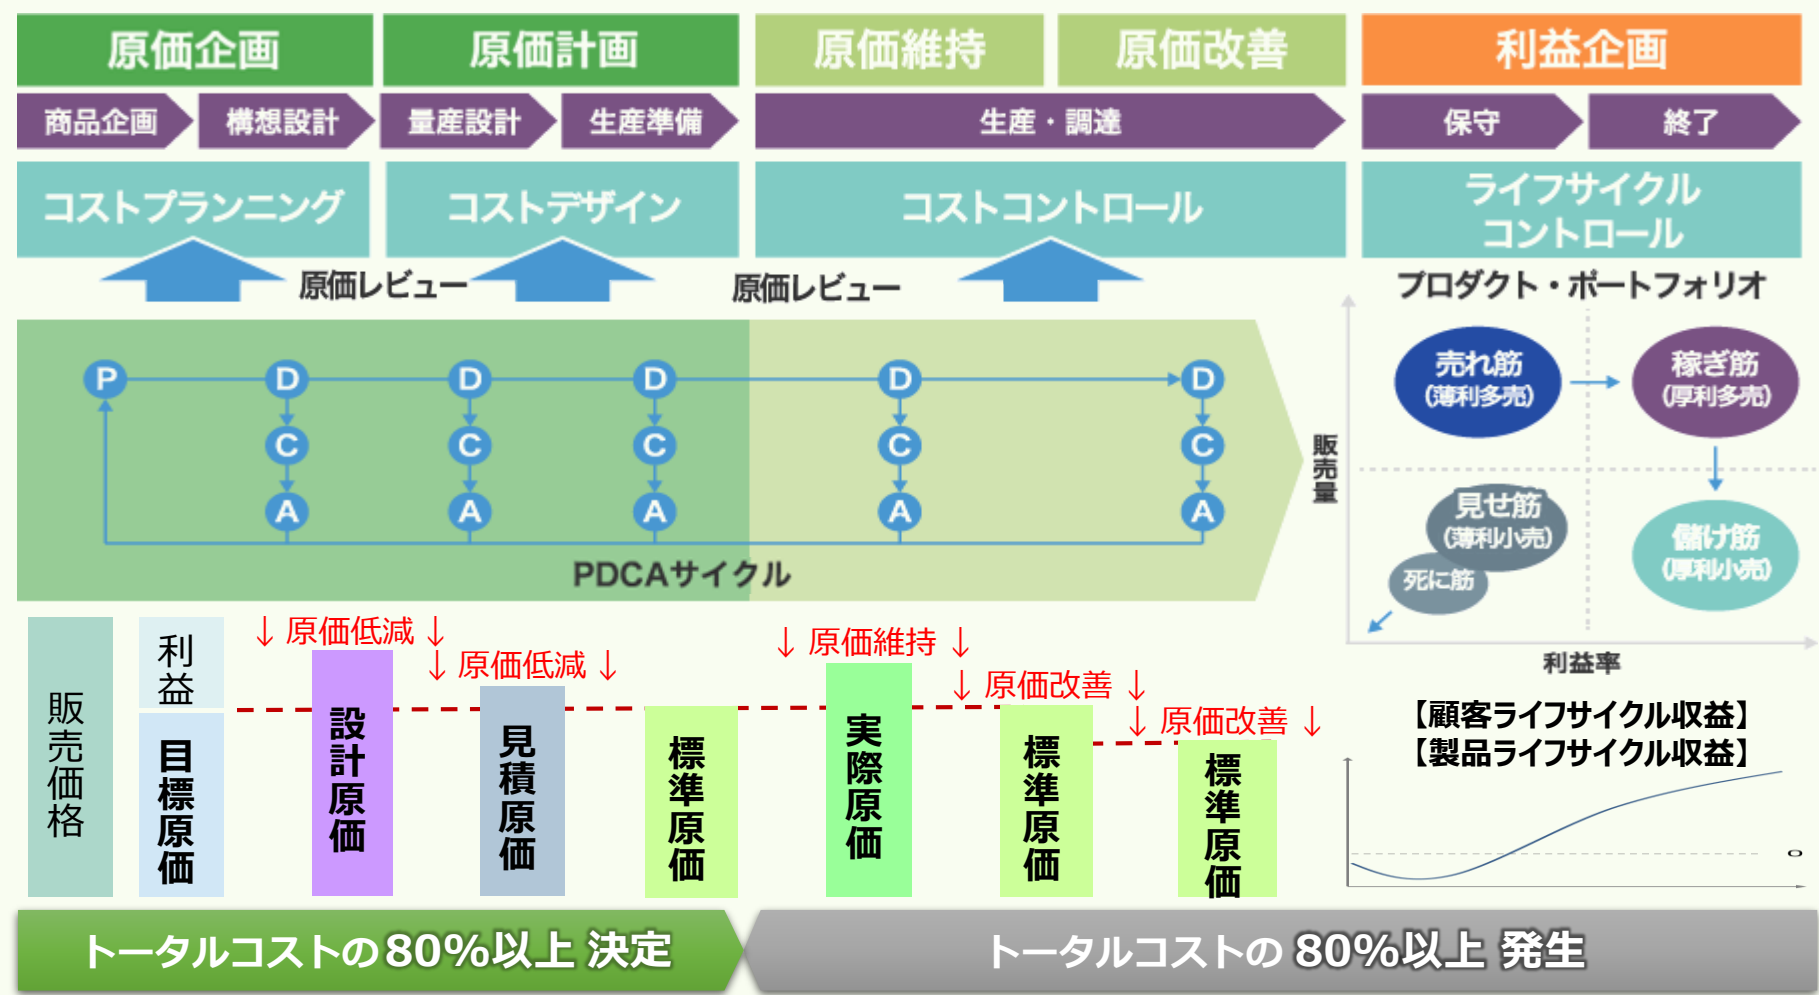 原価企画
原価計画
原価維持
原価改善
利益企画
商品企画
構想設計
量産設計
生産準備
生産・調達
保守
終了
コストプランニング
コストデザイン
コストコントロール
ライフサイクル
コントロール
原価レビュー
原価レビュー
プロダクト・ポートフォリオ
P
D
D
D
D
D
C
C
C
C
C
A
A
A
A
A
PDCAサイクル
販売量
売れ筋
(薄利多売)
稼ぎ筋
(厚利多売)
見せ筋
(薄利小売)
死に筋
儲け筋
(厚利小売)
利益率
販売価格
利益
目標原価
↓ 原価低減 ↓
設計原価
↓ 原価低減 ↓
見積原価
標準原価
↓ 原価維持 ↓
実際原価
↓ 原価改善 ↓
標準原価
↓ 原価改善 ↓
標準原価
【顧客ライフサイクル収益】
【製品ライフサイクル収益】
0
トータルコストの 80%以上 決定
トータルコストの 80%以上 発生